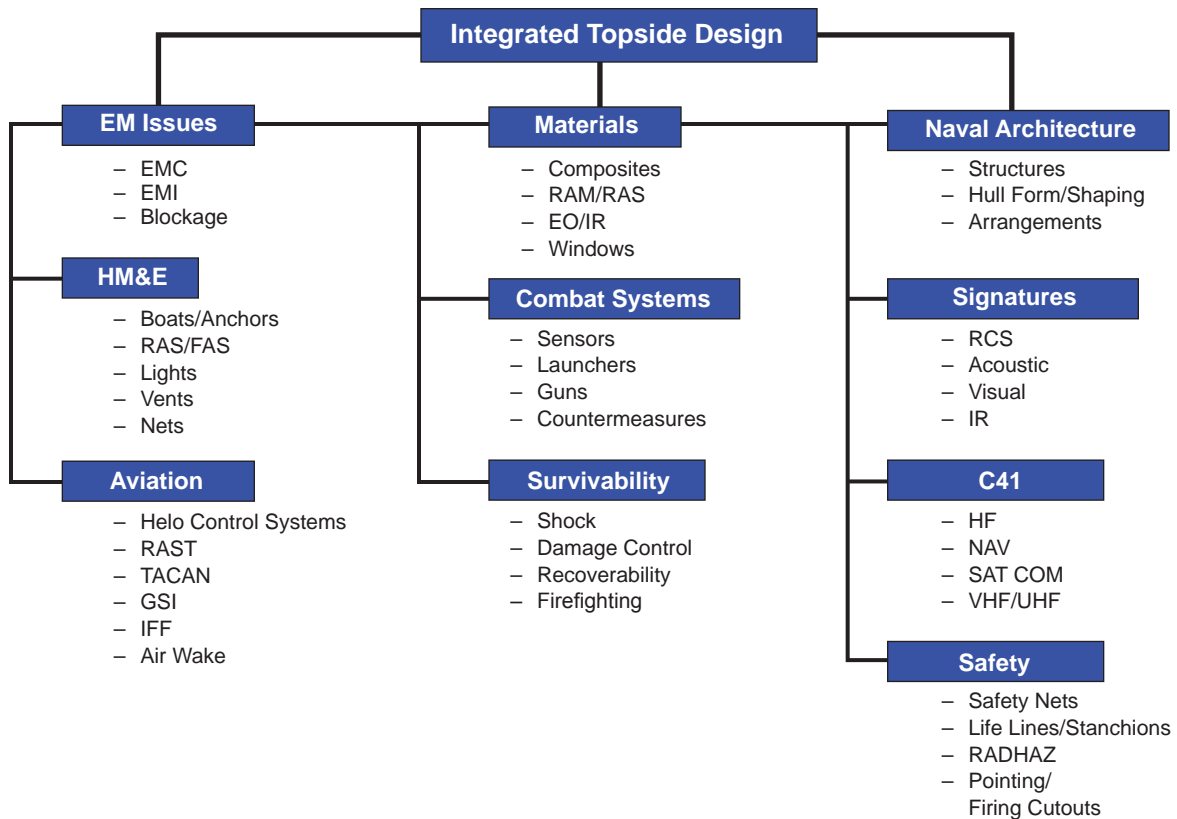 Integrated Topside Design
EM Issues
– EMC
– EMI
– Blockage
HM&E
– Boats/Anchors
– RAS/FAS
– Lights
– Vents
– Nets
Aviation
– Helo Control Systems
– RAST
– TACAN
– GSI
– IFF
– Air Wake
Materials
– Composites
– RAM/RAS
– EO/IR
– Windows
Combat Systems
– Sensors
– Launchers
– Guns
– Countermeasures
Survivability
– Shock
– Damage Control
– Recoverability
– Firefighting
Naval Architecture
– Structures
– Hull Form/Shaping
– Arrangements
Signatures
– RCS
– Acoustic
– Visual
– IR
C41
– HF
– NAV
– SAT COM
– VHF/UHF
Safety
– Safety Nets
– Life Lines/Stanchions
– RADHAZ
– Pointing/
Firing Cutouts